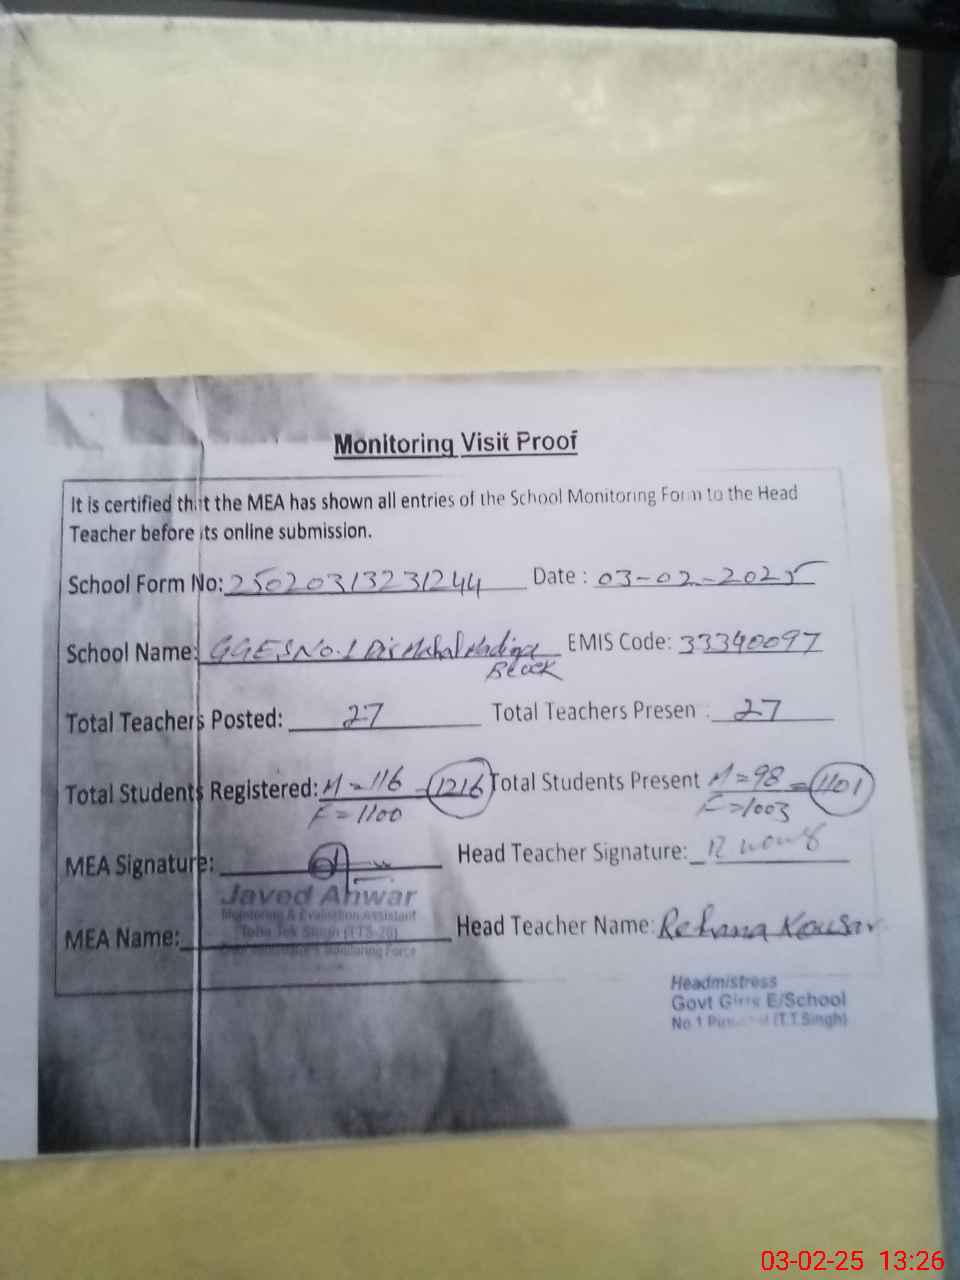 Monitoring Visit Proof
It is certified that the MEA has shown all entries of the School Monitoring Form to the Head
Teacher before its online submission.
School Form No: 25020313231244 Date : 03-02-2025
School Name: GGES No.1 Mahal EMIS Code: 33340097
Block
Total Teachers Posted: 27 Total Teachers Presen : 27
Total Students Registered: M=116 = 1216 Total Students Present M=98 = 1101
F=1100 F=1003
MEA Signature: Head Teacher Signature:
Javed Anwar
Monitoring & Evaluation Assistant
Toba Tek Singh (TTS-28)
Monitoring Force
MEA Name: Head Teacher Name: Rehana Kousar
Headmistress
Govt Girls E/School
No.1 (T.T.Singh)
03-02-25 13:26